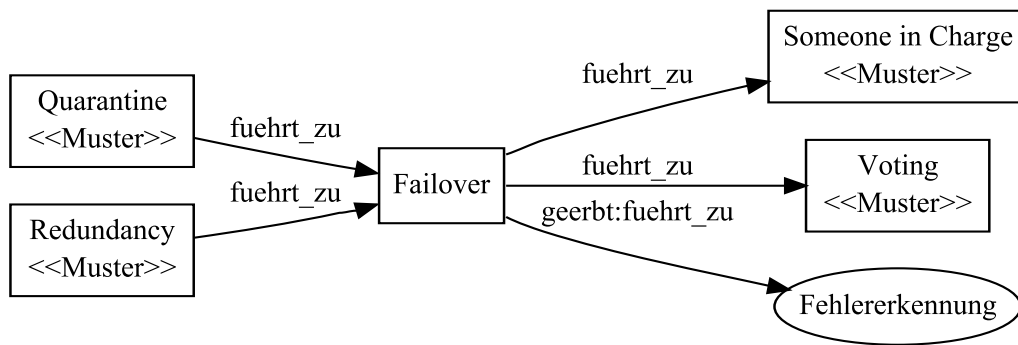 Quarantine
<<Muster>>
Redundancy
<<Muster>>
fuehrt_zu
fuehrt_zu
Failover
fuehrt_zu
fuehrt_zu
geerbt:fuehrt_zu
Someone in Charge
<<Muster>>
Voting
<<Muster>>
Fehlererkennung